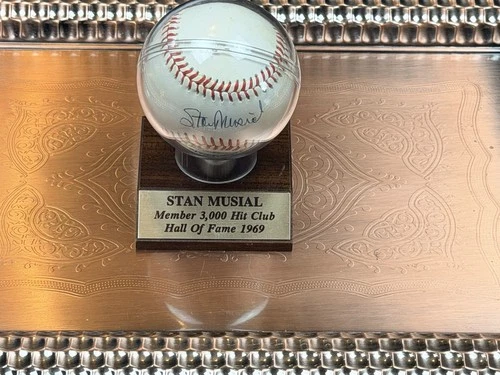 Stan Musial
STAN MUSIAL
Member 3,000 Hit Club
Hall Of Fame 1969